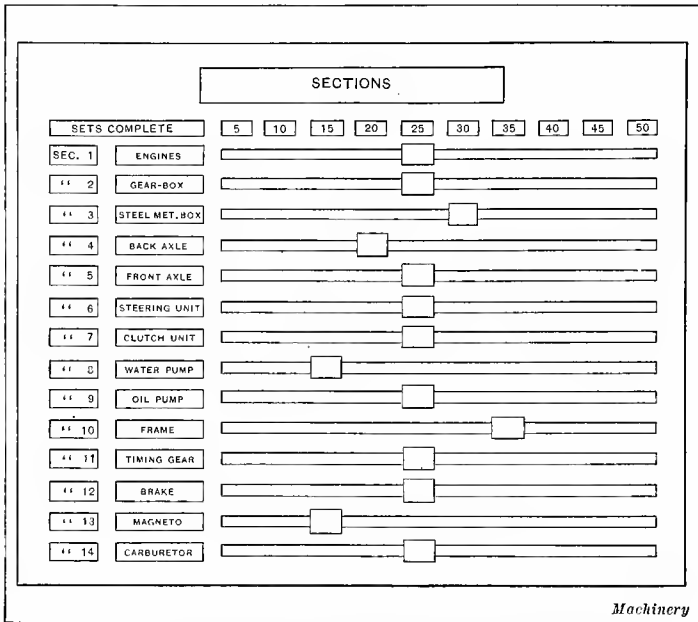 SECTIONS
SETS COMPLETE 5 10 15 20 25 30 35 40 45 50
SEC. 1 ENGINES
“ 2 GEAR-BOX
“ 3 STEEL MET. BOX
“ 4 BACK AXLE
“ 5 FRONT AXLE
“ 6 STEERING UNIT
“ 7 CLUTCH UNIT
“ 8 WATER PUMP
“ 9 OIL PUMP
“ 10 FRAME
“ 11 TIMING GEAR
“ 12 BRAKE
“ 13 MAGNETO
“ 14 CARBURETOR
Machinery